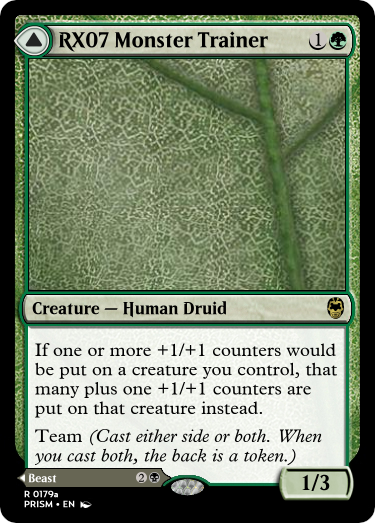 RX07 Monster Trainer 1
Creature — Human Druid
If one or more +1/+1 counters would
be put on a creature you control, that
many plus one +1/+1 counters are
put on that creature instead.
Team (Cast either side or both. When
you cast both, the back is a token.)
Beast 2
1/3
R 0179a
PRISM • EN